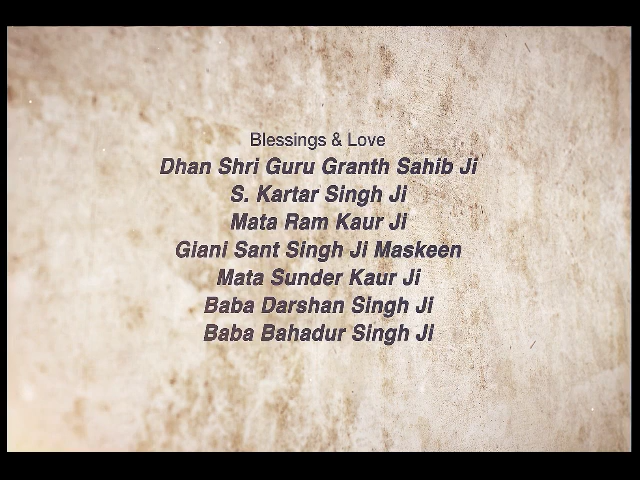 Blessings & Love
Dhan Shri Guru Granth Sahib Ji
S. Kartar Singh Ji
Mata Ram Kaur Ji
Giani Sant Singh Ji Maskeen
Mata Sunder Kaur Ji
Baba Darshan Singh Ji
Baba Bahadur Singh Ji